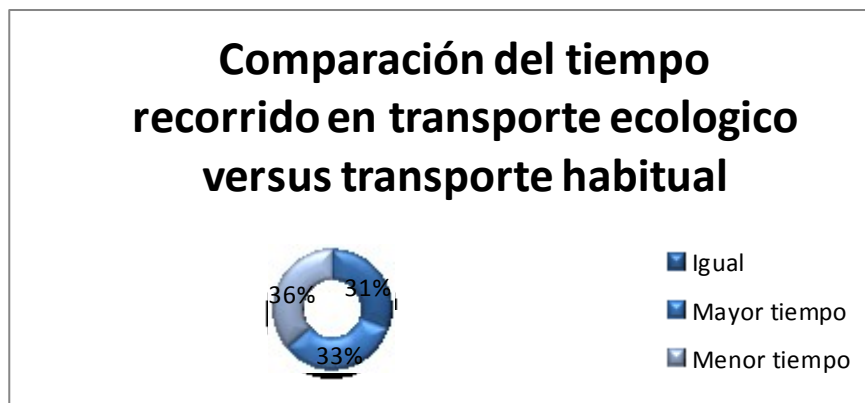 Comparación del tiempo
recorrido en transporte ecologico
versus transporte habitual
36%
31%
33%
Igual
Mayor tiempo
Menor tiempo